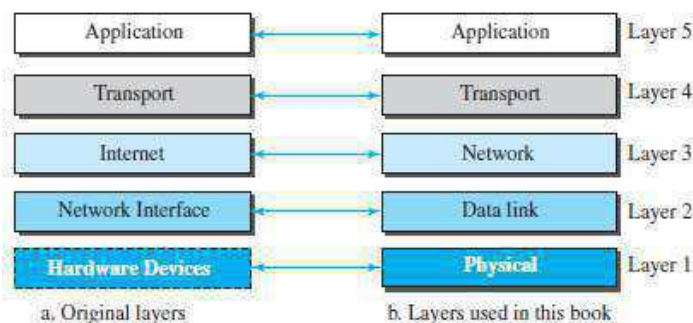 Application Application Layer 5
Transport Transport Layer 4
Internet Network Layer 3
Network Interface Data link Layer 2
Hardware Devices Physical Layer 1
a. Original layers b. Layers used in this book